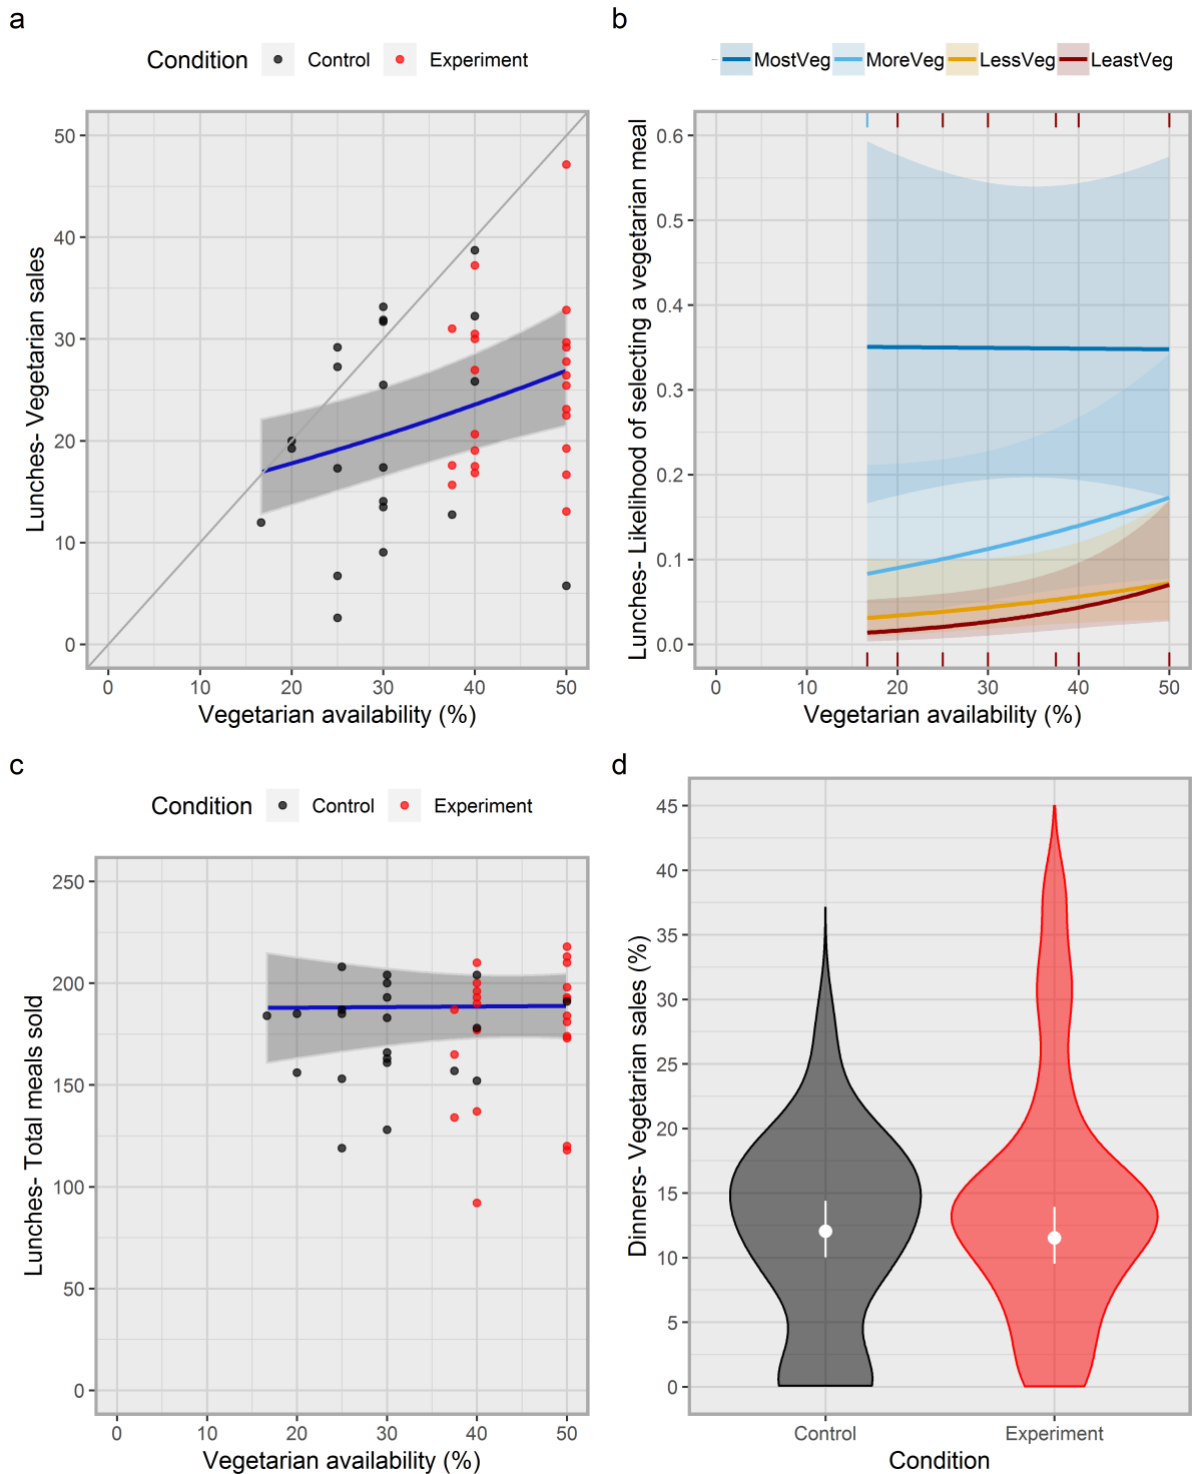 a
Condition Control Experiment
Lunches- Vegetarian sales
50
40
30
20
10
0
0 10 20 30 40 50
Vegetarian availability (%)
b
MostVeg MoreVeg LessVeg LeastVeg
Lunches- Likelihood of selecting a vegetarian meal
0.6
0.5
0.4
0.3
0.2
0.1
0.0
0 10 20 30 40 50
Vegetarian availability (%)
c
Condition Control Experiment
Lunches- Total meals sold
250
200
150
100
50
0
0 10 20 30 40 50
Vegetarian availability (%)
d
Dinners- Vegetarian sales (%)
45
40
35
30
25
20
15
10
5
0
Control Experiment
Condition